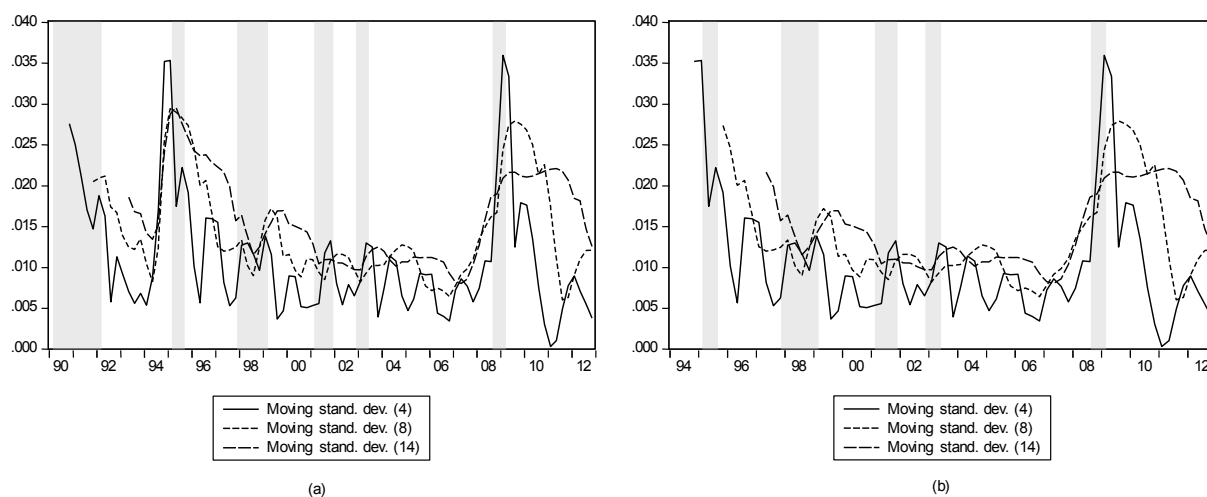 .040
.035
.030
.025
.020
.015
.010
.005
.000
90 92 94 96 98 00 02 04 06 08 10 12
Moving stand. dev. (4)
Moving stand. dev. (8)
Moving stand. dev. (14)
(a)
.040
.035
.030
.025
.020
.015
.010
.005
.000
94 96 98 00 02 04 06 08 10 12
Moving stand. dev. (4)
Moving stand. dev. (8)
Moving stand. dev. (14)
(b)